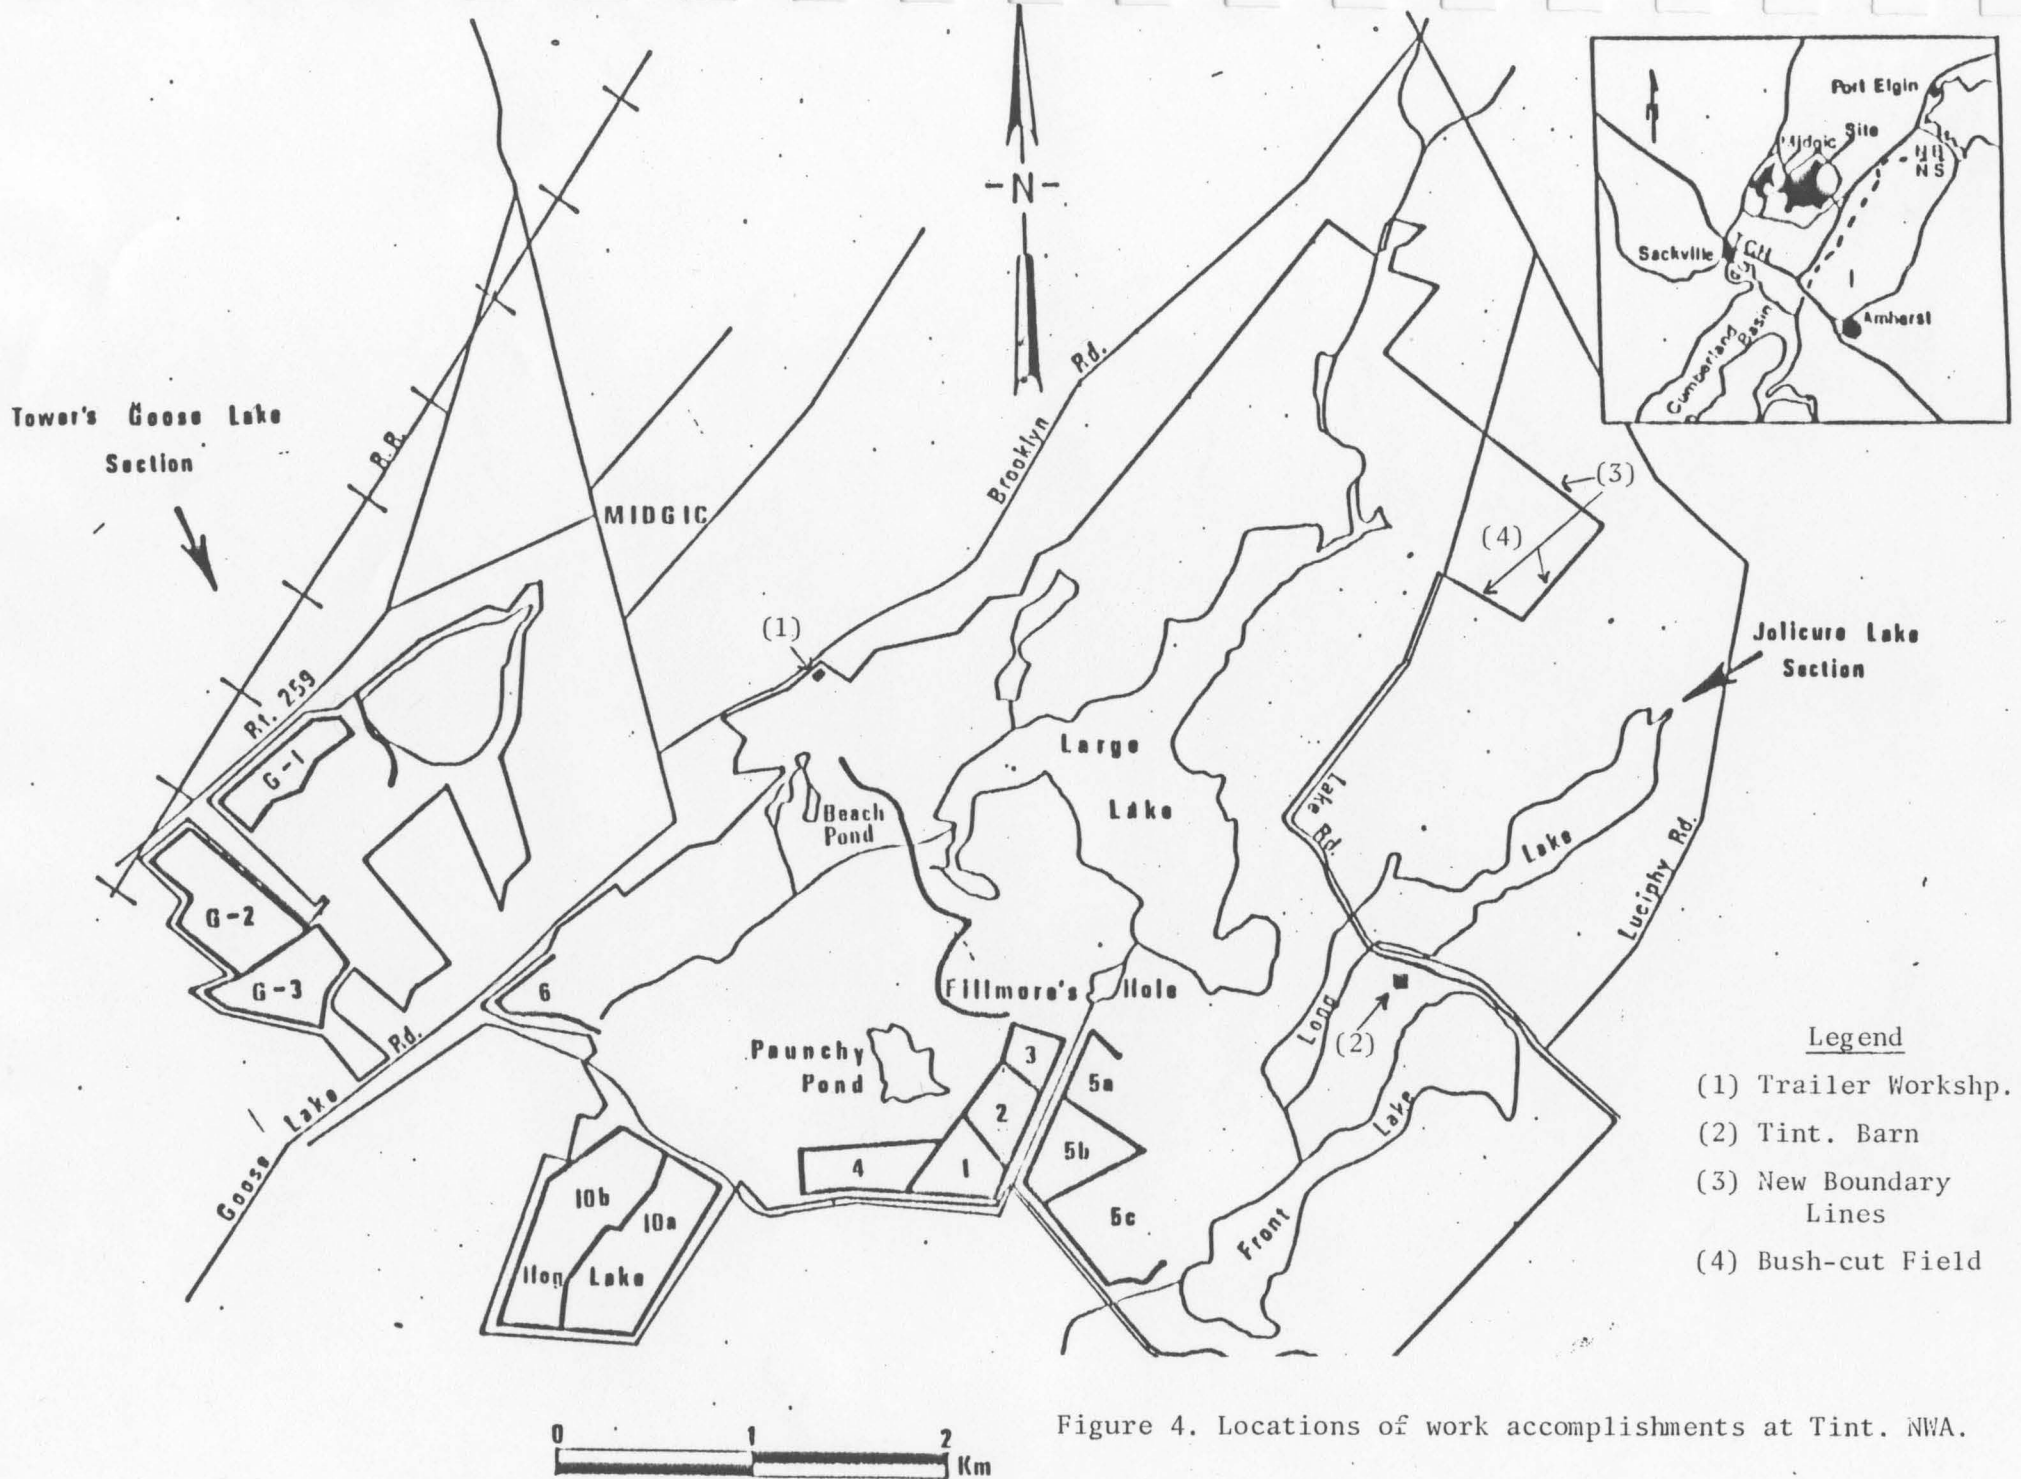 -N-
Port Elgin
Site
Midgic
NB
NS
Sackville
TCH
Amherst
Cumberland
Basin
Tower's Goose Lake
Section
R.R.
MIDGIC
Brooklyn Rd.
(3)
(4)
(1)
Jolicure Lake
Section
Rt. 259
G-1
G-2
G-3
Large
Lake
Beach
Pond
Lake
Rd.
Long Lake
Luciphy Rd.
Fillmore's Hole
6
Paunchy
Pond
(2)
3
2
1
4
5a
5b
5c
Front Lake
Goose Lake Rd.
10b
10a
Lake
Legend
(1) Trailer Workshp.
(2) Tint. Barn
(3) New Boundary
Lines
(4) Bush-cut Field
0 1 2
Km
Figure 4. Locations of work accomplishments at Tint. NWA.